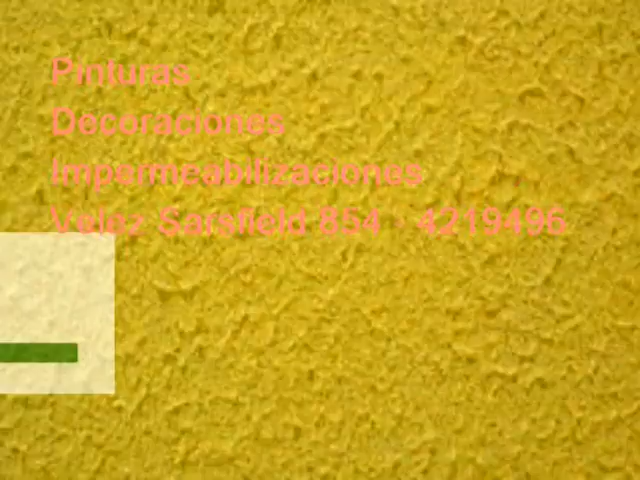 Pinturas
Decoraciones
Impermeabilizaciones
Velez Sarsfield 854 - 4219496